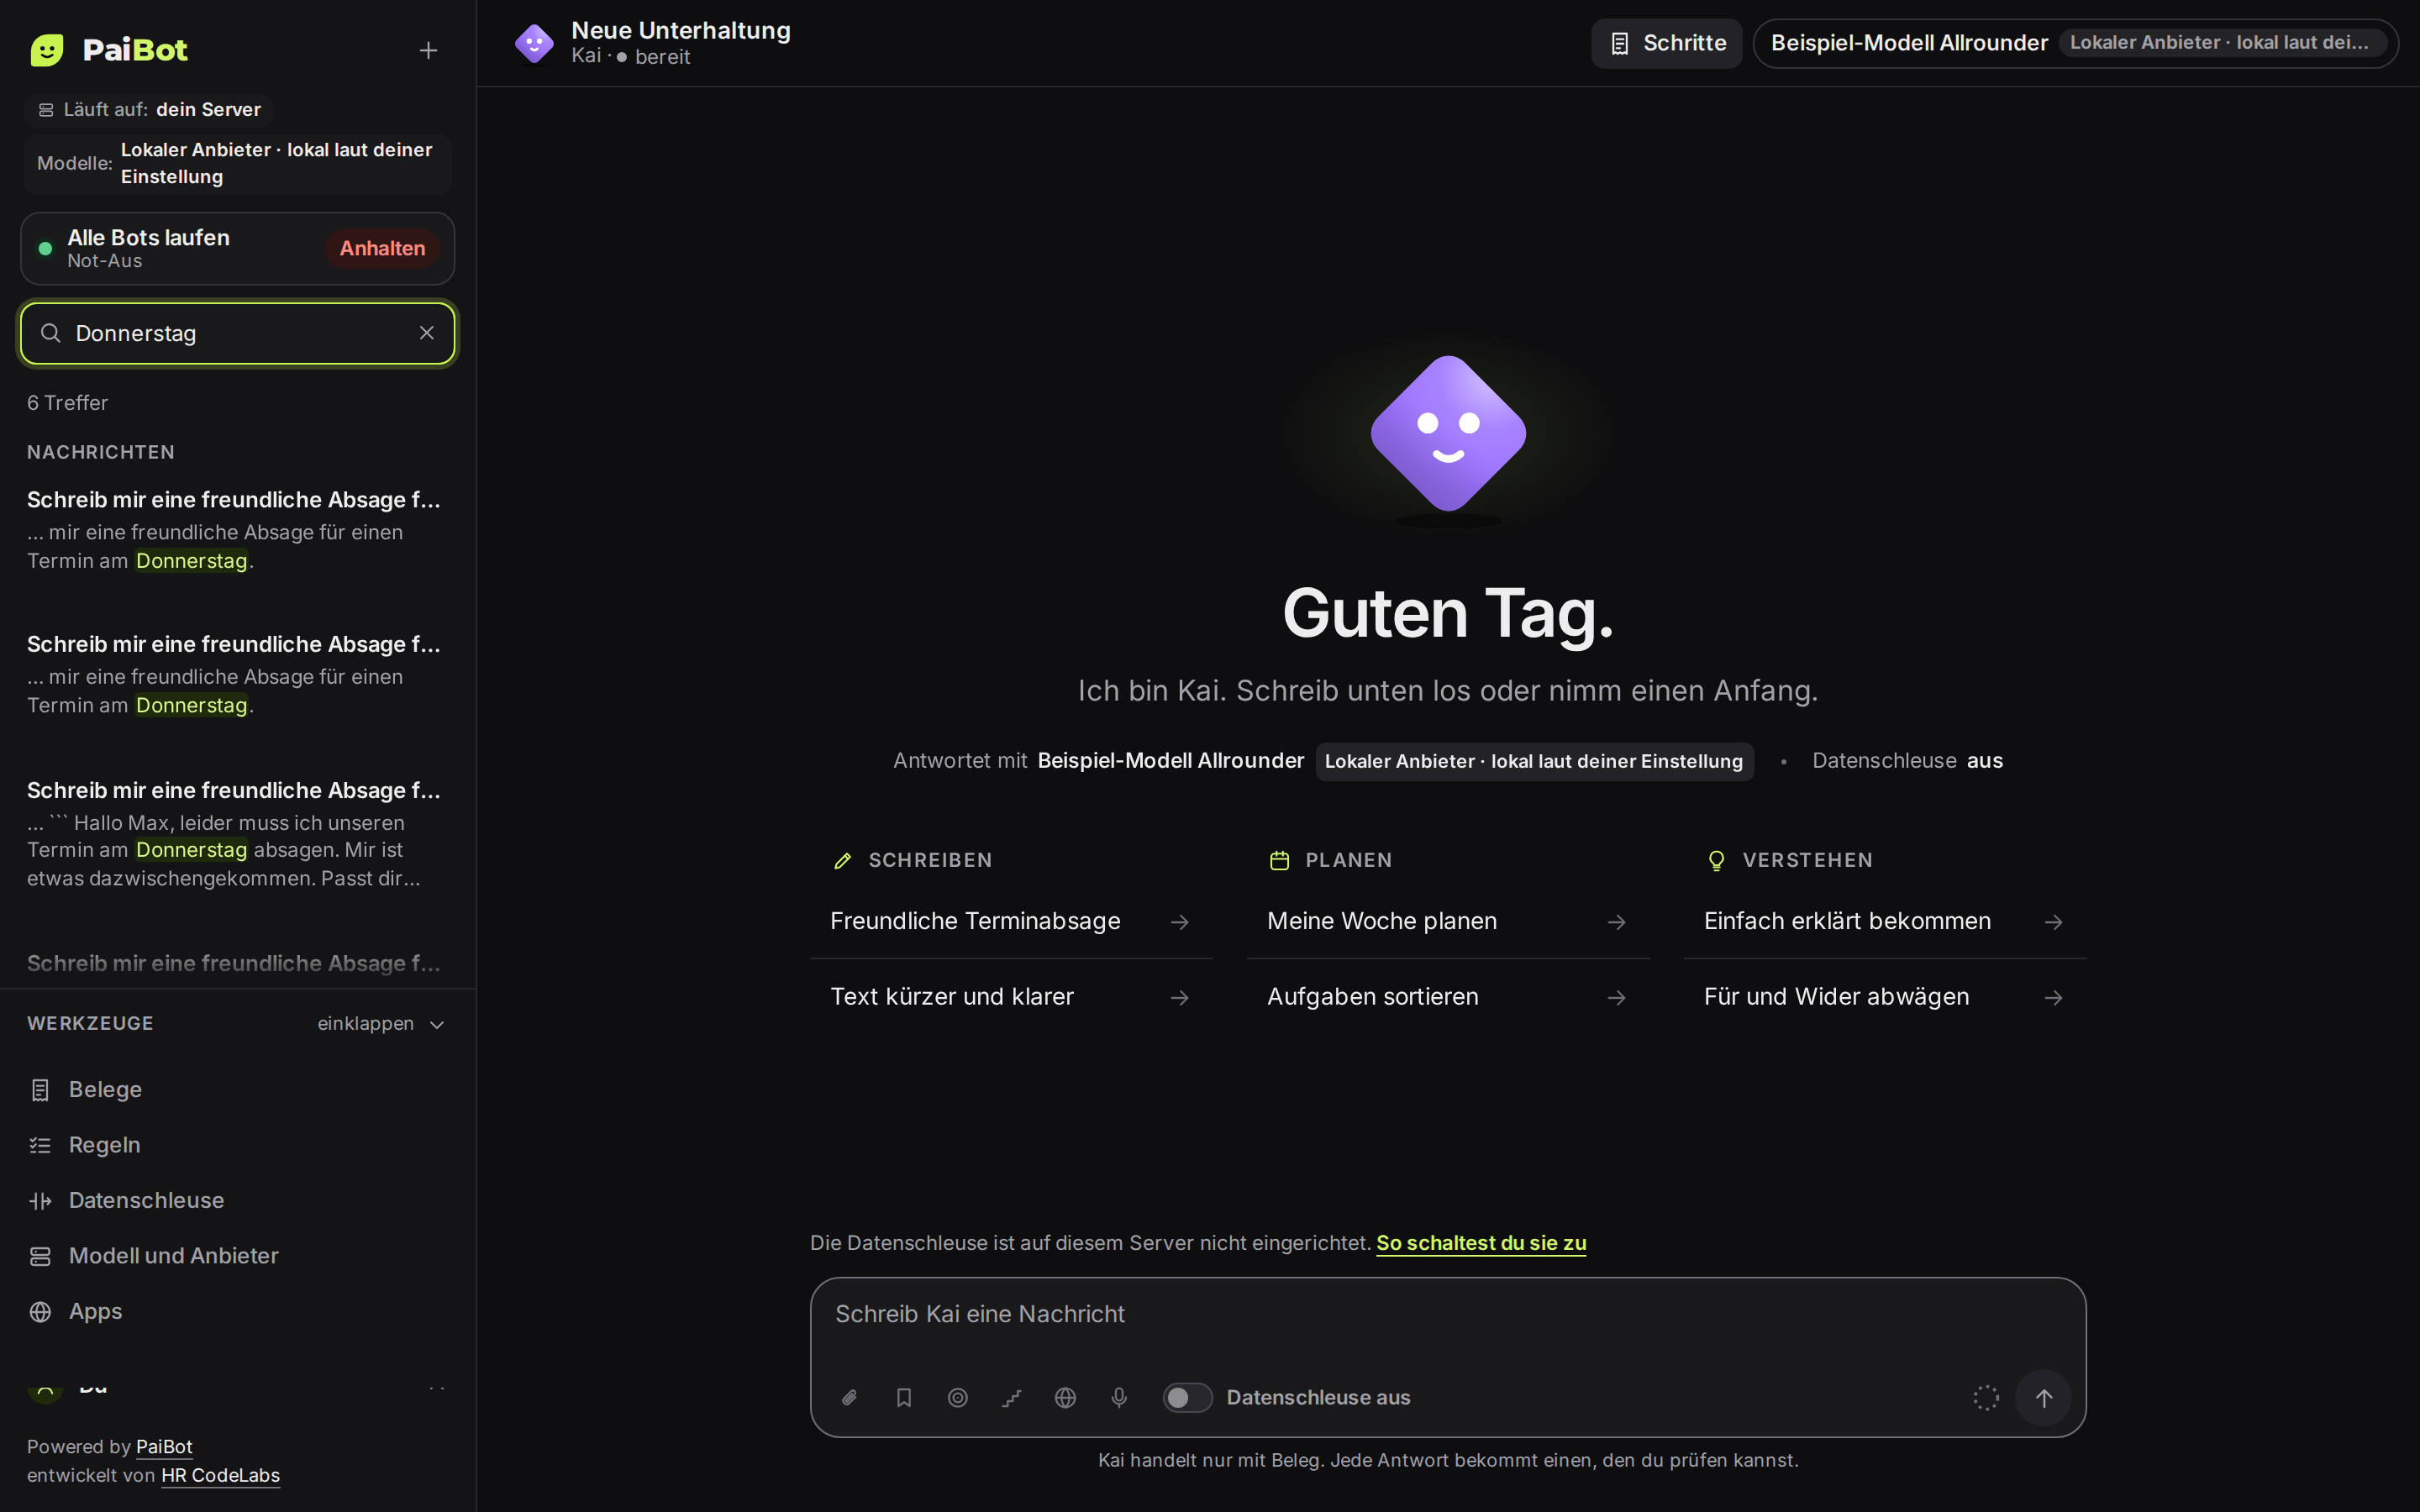 PaiBot
Läuft auf: dein Server
Modelle: Lokaler Anbieter · lokal laut deiner
Einstellung
Alle Bots laufen
Not-Aus
Anhalten
Donnerstag
6 Treffer
NACHRICHTEN
Schreib mir eine freundliche Absage f…
… mir eine freundliche Absage für einen
Termin am Donnerstag.
Schreib mir eine freundliche Absage f…
… mir eine freundliche Absage für einen
Termin am Donnerstag.
Schreib mir eine freundliche Absage f…
… ``` Hallo Max, leider muss ich unseren
Termin am Donnerstag absagen. Mir ist
etwas dazwischengekommen. Passt dir…
Schreib mir eine freundliche Absage f…
WERKZEUGE einklappen
Belege
Regeln
Datenschleuse
Modell und Anbieter
Apps
Du
Powered by PaiBot
entwickelt von HR CodeLabs
Neue Unterhaltung
Kai · bereit
Schritte
Beispiel-Modell Allrounder Lokaler Anbieter · lokal laut dei…
Guten Tag.
Ich bin Kai. Schreib unten los oder nimm einen Anfang.
Antwortet mit Beispiel-Modell Allrounder Lokaler Anbieter · lokal laut deiner Einstellung • Datenschleuse aus
SCHREIBEN
Freundliche Terminabsage
Text kürzer und klarer
PLANEN
Meine Woche planen
Aufgaben sortieren
VERSTEHEN
Einfach erklärt bekommen
Für und Wider abwägen
Die Datenschleuse ist auf diesem Server nicht eingerichtet. So schaltest du sie zu
Schreib Kai eine Nachricht
Datenschleuse aus
Kai handelt nur mit Beleg. Jede Antwort bekommt einen, den du prüfen kannst.